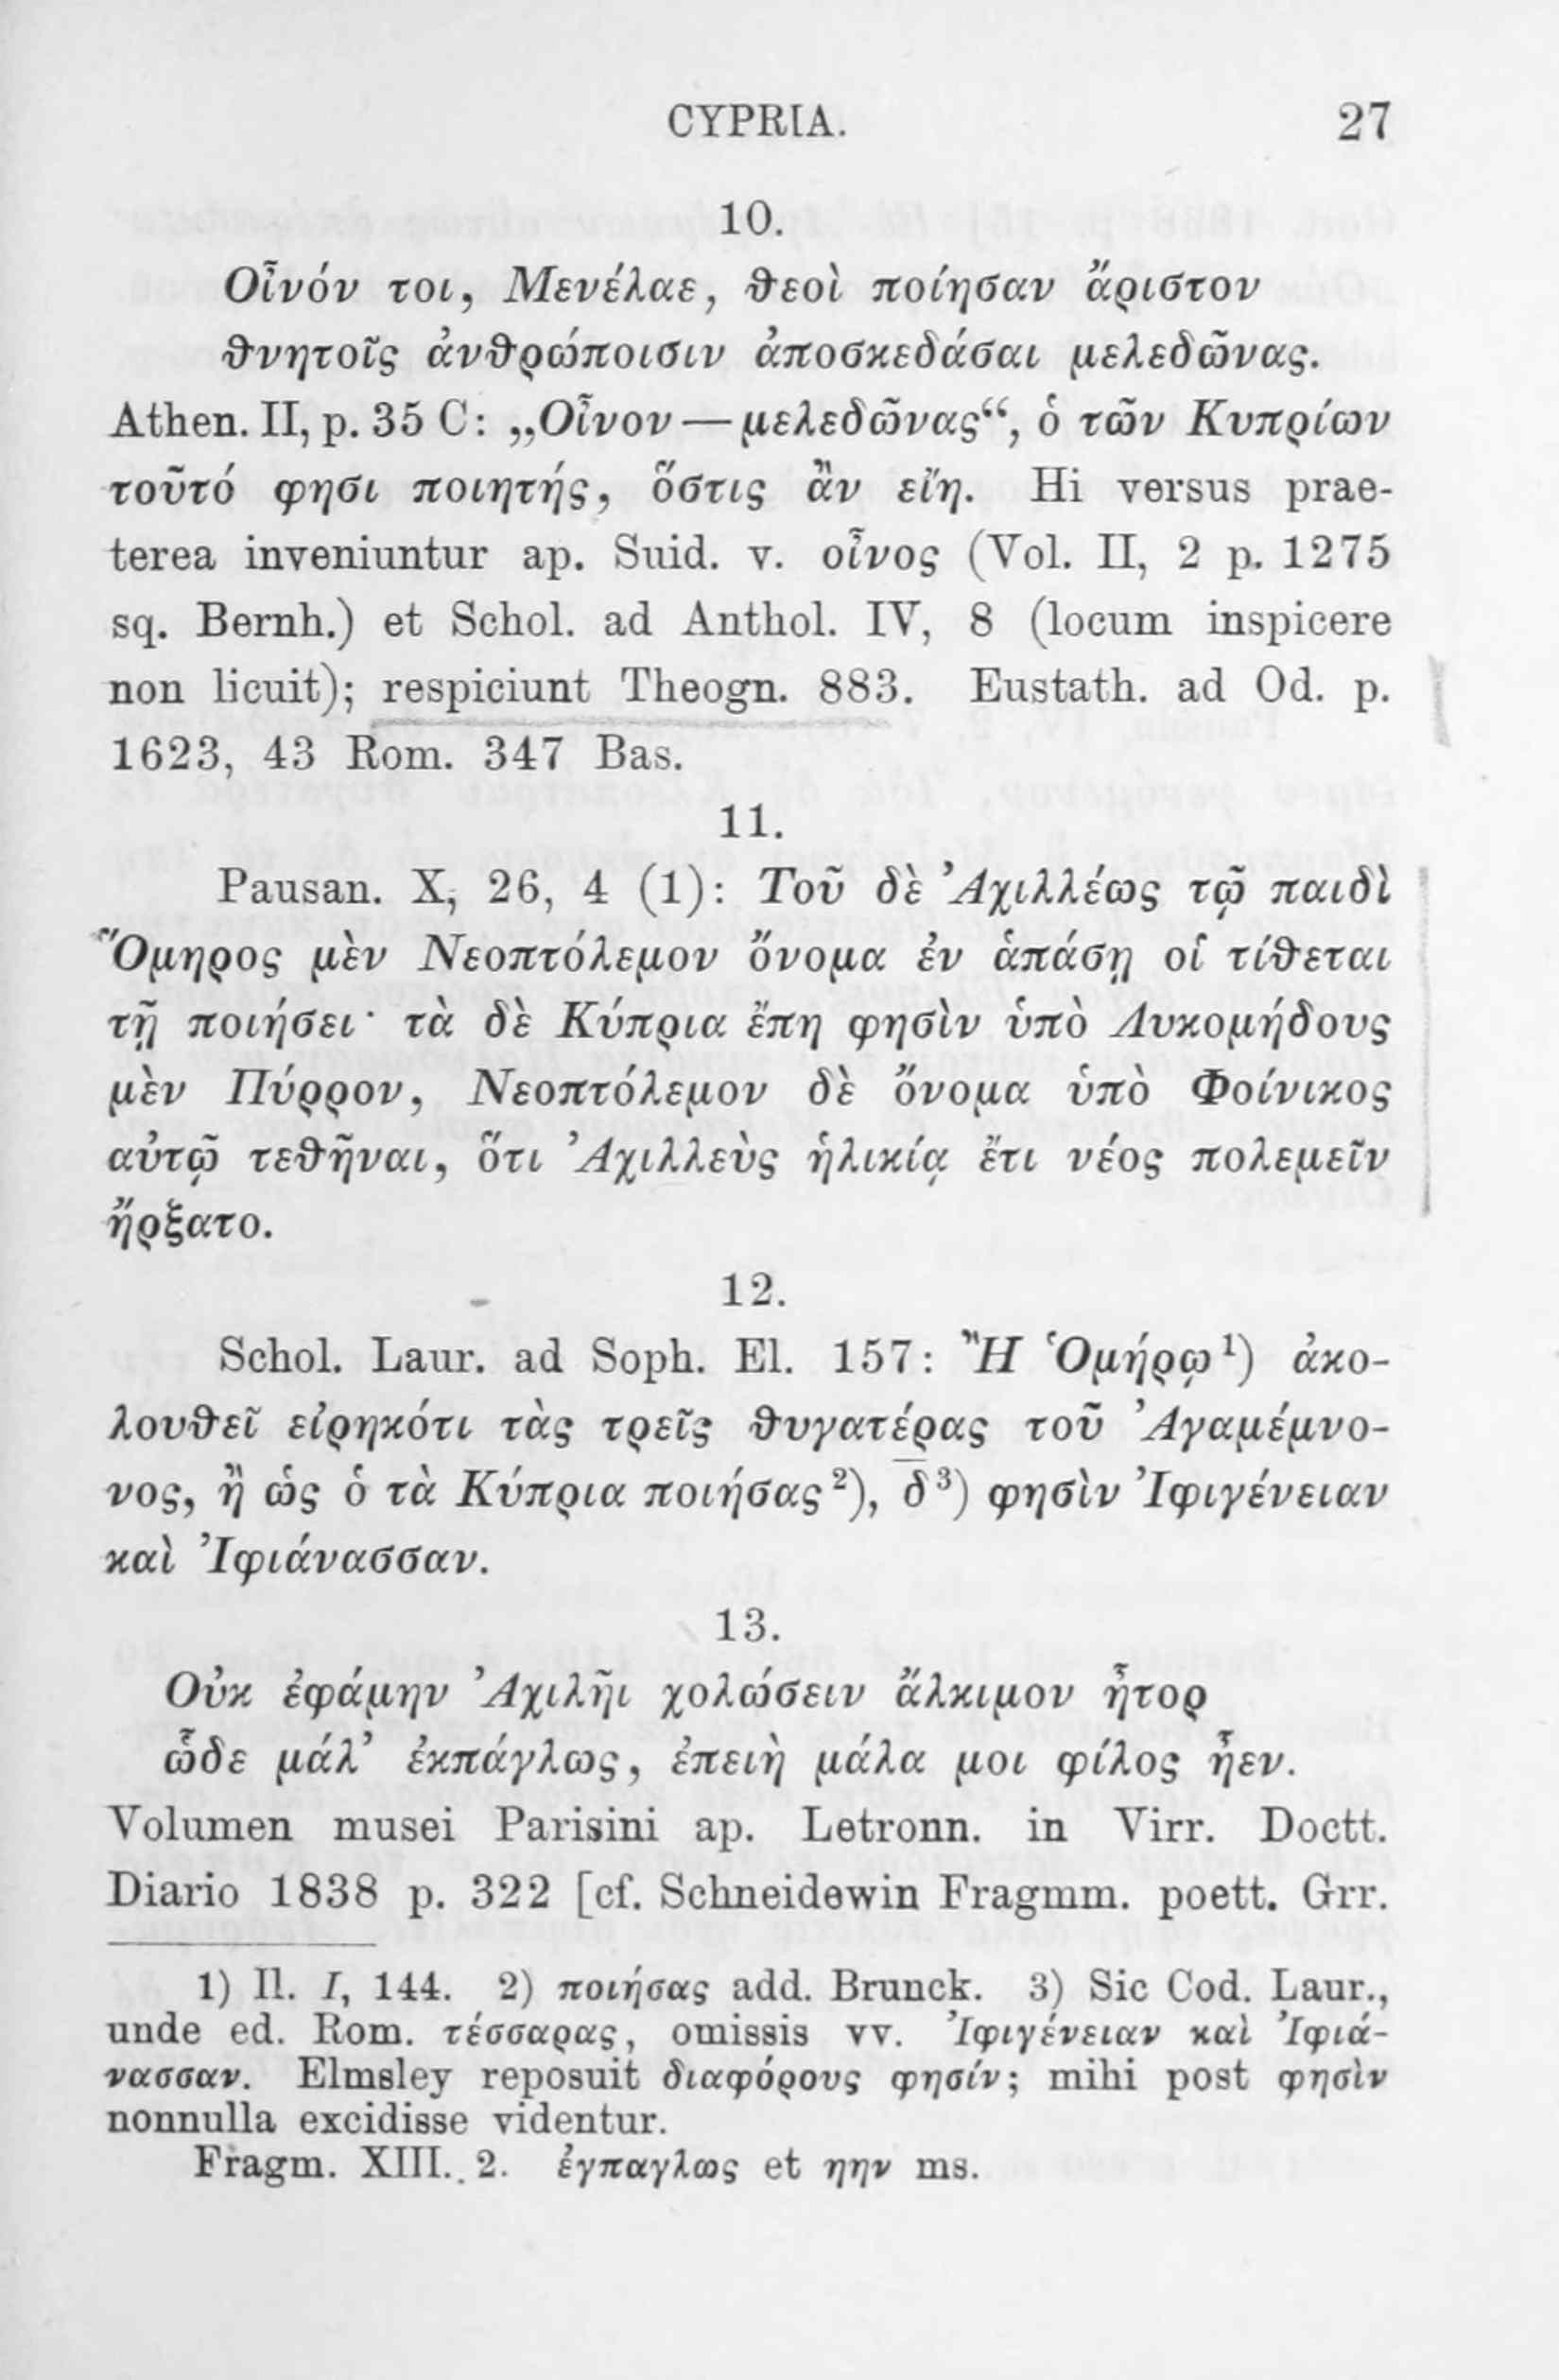 CYPRIA. 27
10.
Οἶνόν τοι, Μενέλαε, θεοὶ ποίησαν ἄριστον
θνητοῖς ἀνθρώποισιν ἀποσκεδάσαι μελεδῶνας.
Athen. II, p. 35 C: „Οἶνον — μελεδῶνας“, ὁ τῶν Κυπρίων
τοῦτό φησι ποιητής, ὅστις ἂν εἴη. Hi versus prae-
terea inveniuntur ap. Suid. v. οἶνος (Vol. II, 2 p. 1275
sq. Bernh.) et Schol. ad Anthol. IV, 8 (locum inspicere
non licuit); respiciunt Theogn. 883. Eustath. ad Od. p.
1623, 43 Rom. 347 Bas.
11.
Pausan. X, 26, 4 (1): Τοῦ δὲ Ἀχιλλέως τῷ παιδὶ
Ὅμηρος μὲν Νεοπτόλεμον ὄνομα ἐν ἁπάσῃ οἱ τίθεται
τῇ ποιήσει· τὰ δὲ Κύπρια ἔπη φησὶν ὑπὸ Λυκομήδους
μὲν Πύρρον, Νεοπτόλεμον δὲ ὄνομα ὑπὸ Φοίνικος
αὐτῷ τεθῆναι, ὅτι Ἀχιλλεὺς ἡλικίᾳ ἔτι νέος πολεμεῖν
ἤρξατο.
12.
Schol. Laur. ad Soph. El. 157: Ἢ Ὁμήρῳ¹) ἀκο-
λουθεῖ εἰρηκότι τὰς τρεῖς θυγατέρας τοῦ Ἀγαμέμνο-
νος, ἢ ὡς ὁ τὰ Κύπρια ποιήσας²), δ̅³) φησὶν Ἰφιγένειαν
καὶ Ἰφιάνασσαν.
13.
Οὐκ ἐφάμην Ἀχιλῆι χολώσειν ἄλκιμον ἦτορ
ὧδε μάλ’ ἐκπάγλως, ἐπειὴ μάλα μοι φίλος ἦεν.
Volumen musei Parisini ap. Letronn. in Virr. Doctt.
Diario 1838 p. 322 [cf. Schneidewin Fragmm. poett. Grr.
1) Il. I, 144. 2) ποιήσας add. Brunck. 3) Sic Cod. Laur.,
unde ed. Rom. τέσσαρας, omissis vv. Ἰφιγένειαν καὶ Ἰφιά-
νασσαν. Elmsley reposuit διαφόρους φησίν; mihi post φησὶν
nonnulla excidisse videntur.
Fragm. XIII. 2. ἐγπαγλως et ηην ms.